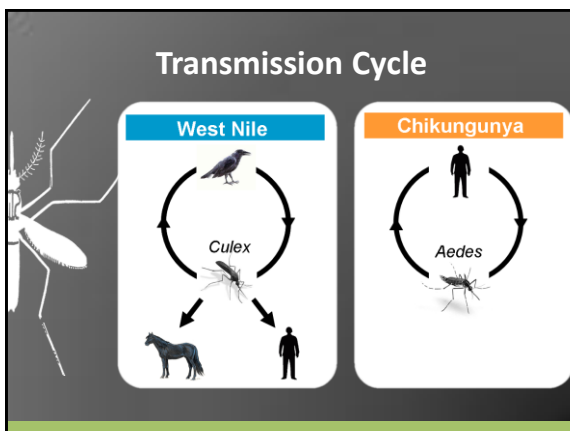 Transmission Cycle
West Nile
Culex
Chikungunya
Aedes